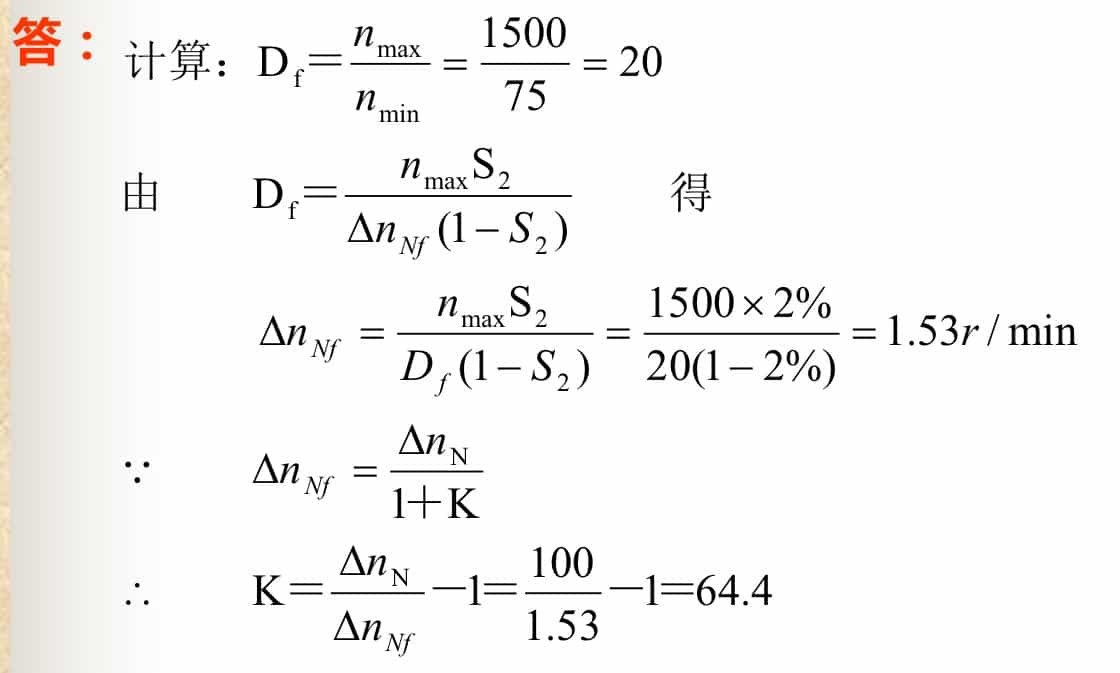 答：计算：D_f=n_max/n_min=1500/75=20
由 D_f=n_max S_2/Δn_Nf(1-S_2) 得
Δn_Nf=n_max S_2/D_f(1-S_2)=1500×2%/20(1-2%)=1.53r/min
∵ Δn_Nf=Δn_N/1+K
∴ K=Δn_N/Δn_Nf-1=100/1.53-1=64.4